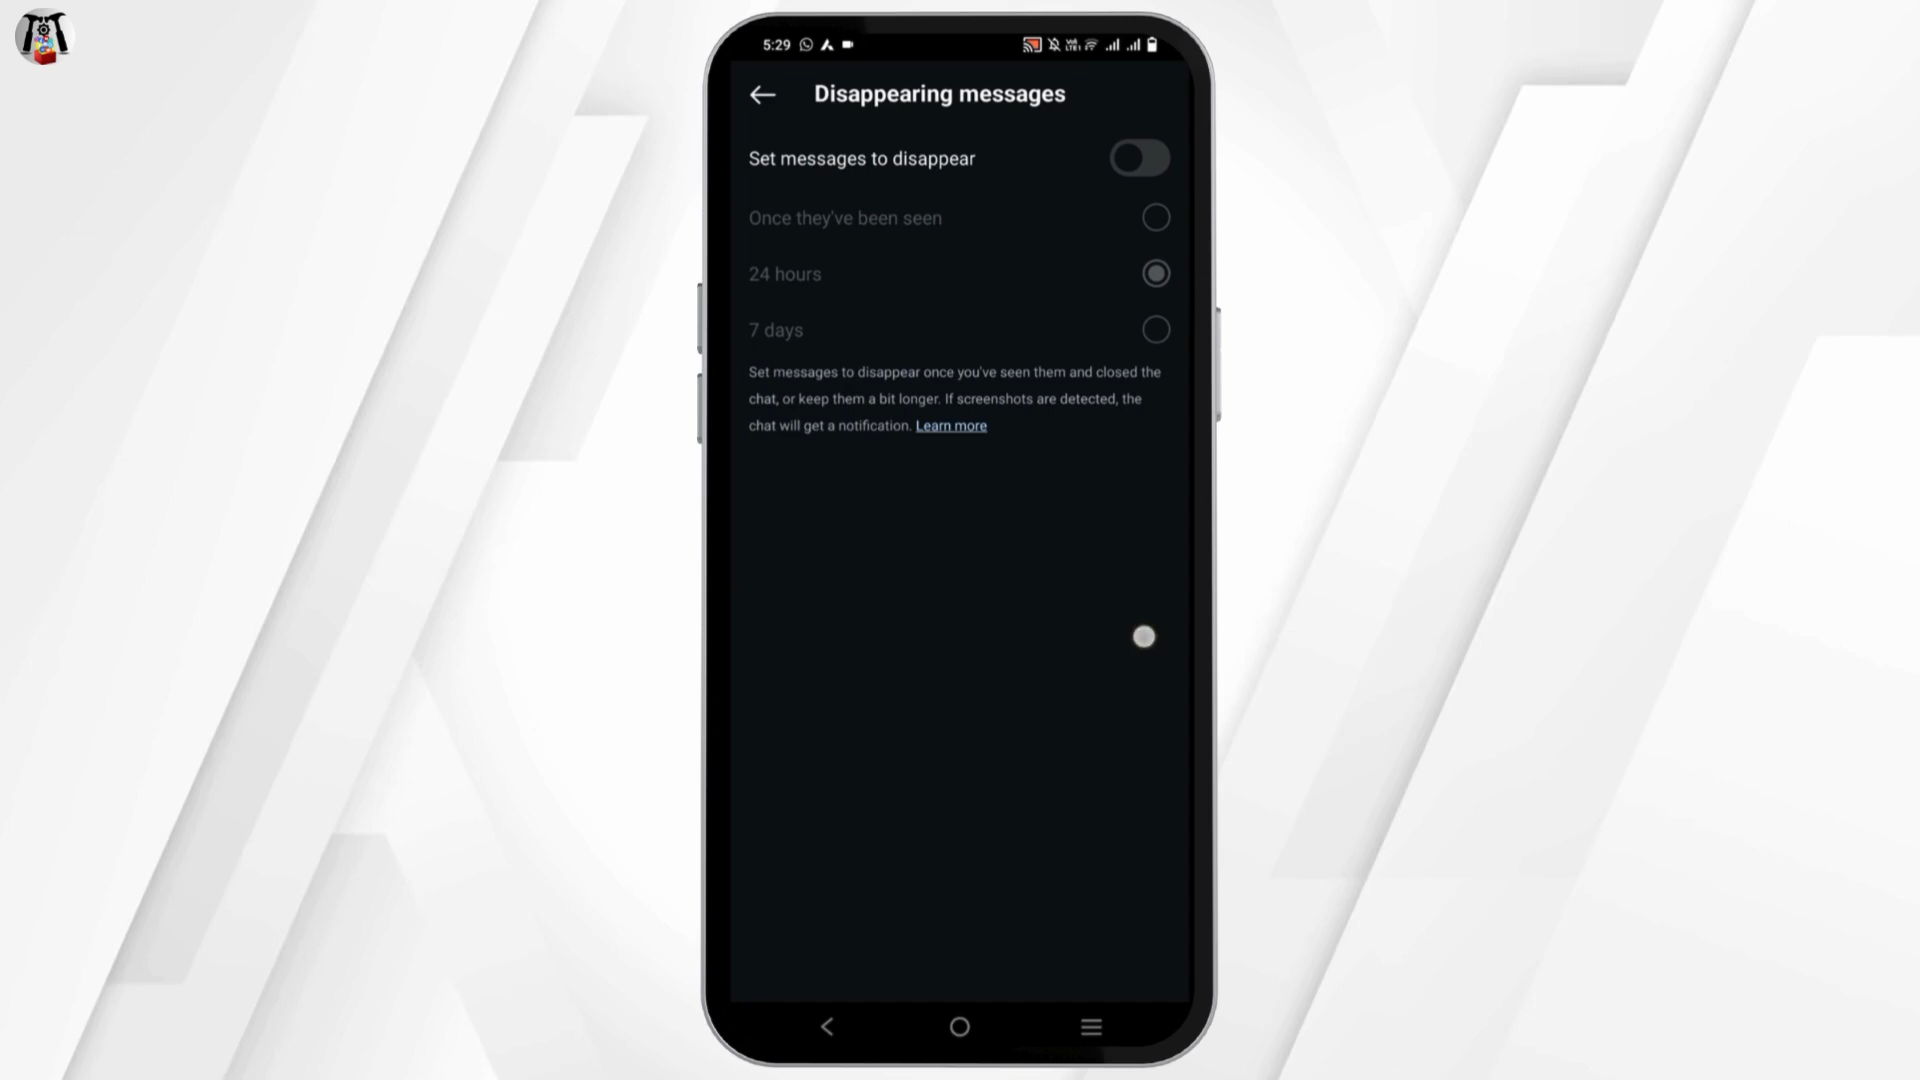 5:29
Disappearing messages
Set messages to disappear
Once they've been seen
24 hours
7 days
Set messages to disappear once you've seen them and closed the
chat, or keep them a bit longer. If screenshots are detected, the
chat will get a notification. Learn more